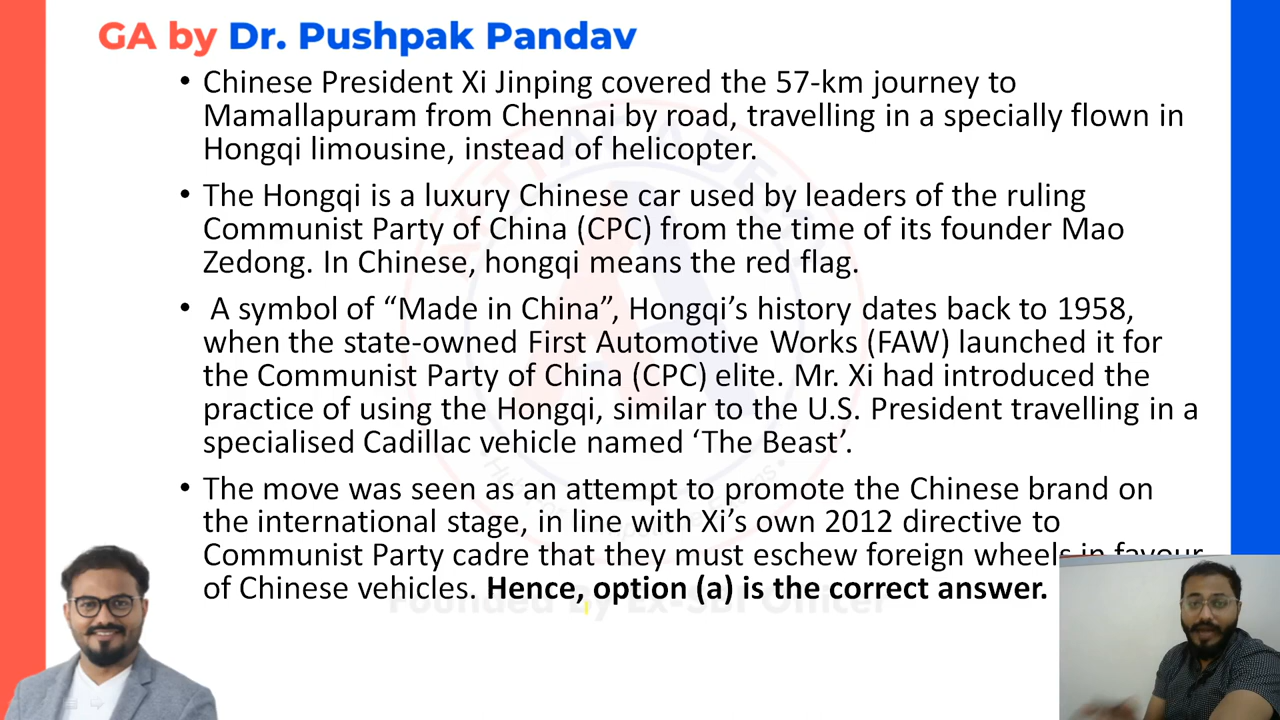 GA by Dr. Pushpak Pandav
• Chinese President Xi Jinping covered the 57-km journey to
Mamallapuram from Chennai by road, travelling in a specially flown in
Hongqi limousine, instead of helicopter.
• The Hongqi is a luxury Chinese car used by leaders of the ruling
Communist Party of China (CPC) from the time of its founder Mao
Zedong. In Chinese, hongqi means the red flag.
• A symbol of “Made in China”, Hongqi’s history dates back to 1958,
when the state-owned First Automotive Works (FAW) launched it for
the Communist Party of China (CPC) elite. Mr. Xi had introduced the
practice of using the Hongqi, similar to the U.S. President travelling in a
specialised Cadillac vehicle named ‘The Beast’.
• The move was seen as an attempt to promote the Chinese brand on
the international stage, in line with Xi’s own 2012 directive to
Communist Party cadre that they must eschew foreign wheels in favour
of Chinese vehicles. Hence, option (a) is the correct answer.
Founded By Ex-SBI Officer